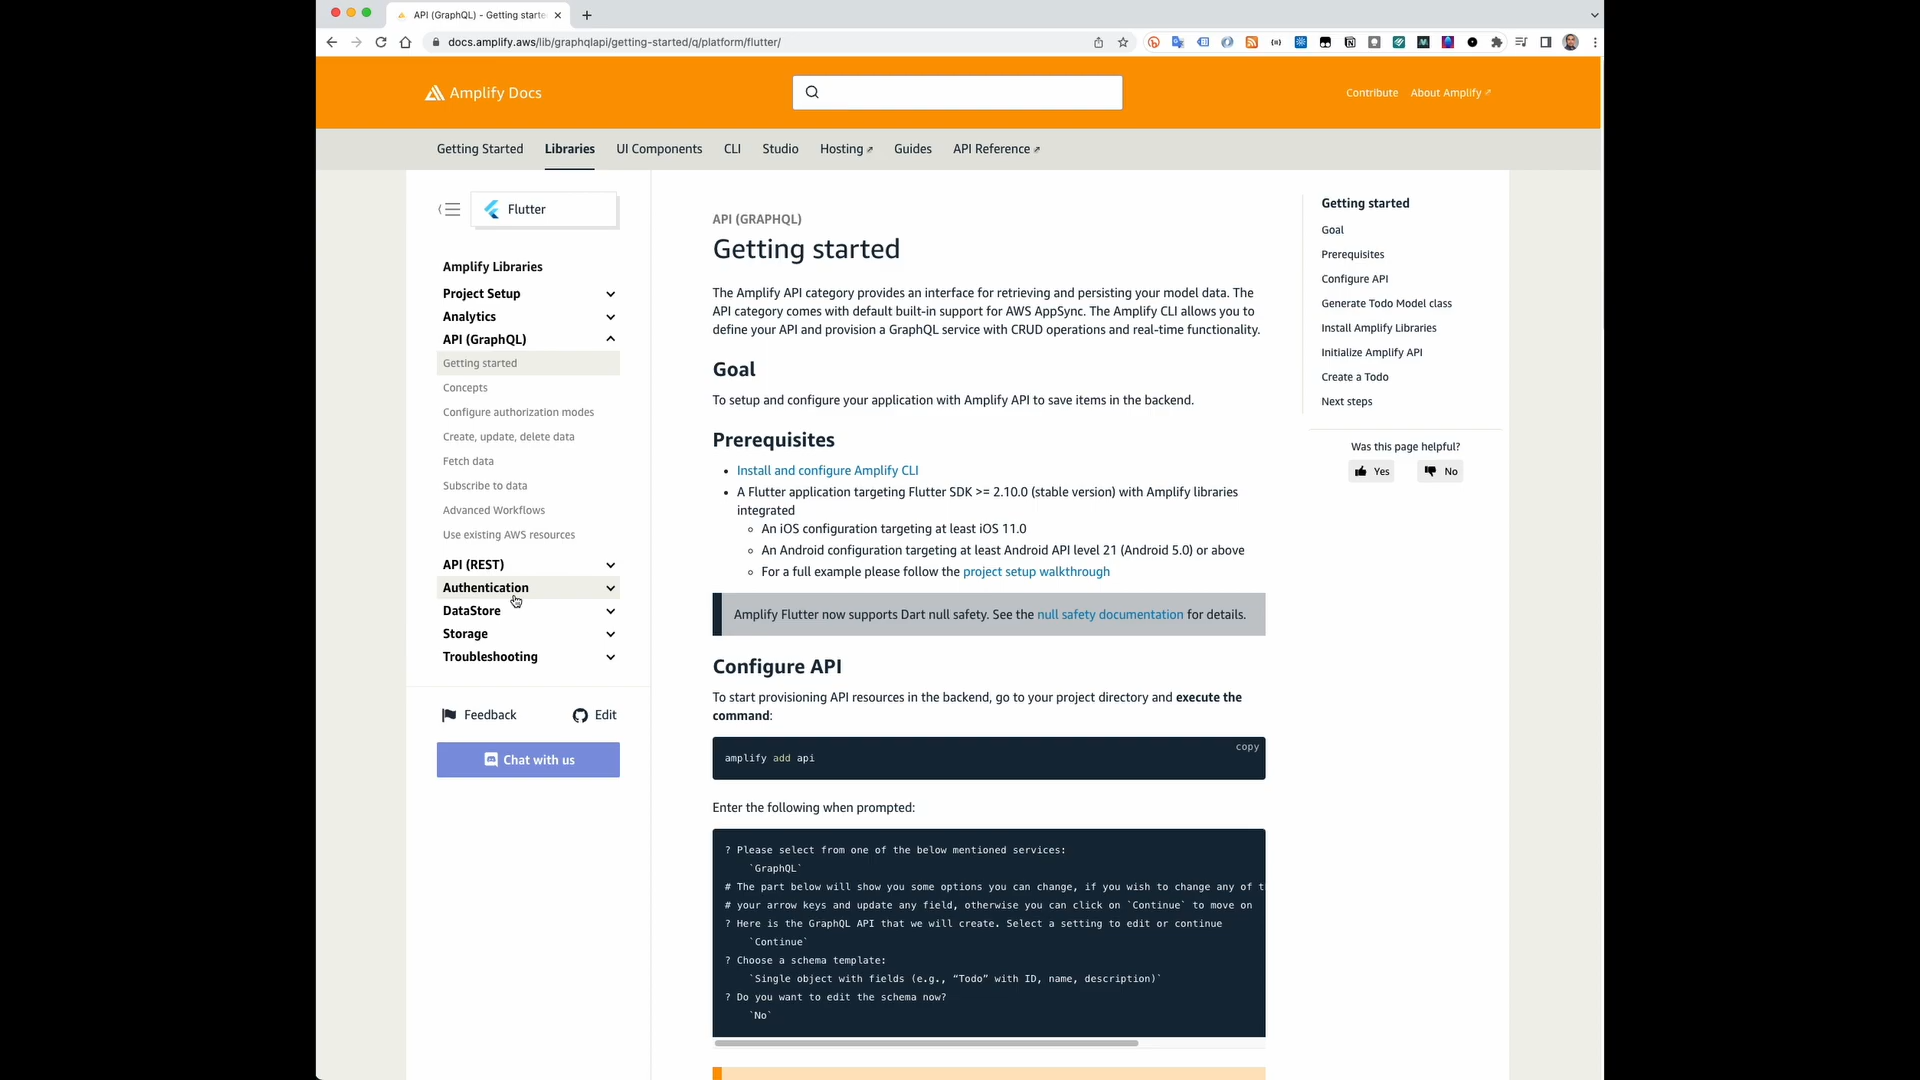 API (GraphQL) - Getting starte
docs.amplify.aws/lib/graphqlapi/getting-started/q/platform/flutter/
Amplify Docs
Contribute
About Amplify
Getting Started
Libraries
UI Components
CLI
Studio
Hosting
Guides
API Reference
Flutter
Amplify Libraries
Project Setup
Analytics
API (GraphQL)
Getting started
Concepts
Configure authorization modes
Create, update, delete data
Fetch data
Subscribe to data
Advanced Workflows
Use existing AWS resources
API (REST)
Authentication
DataStore
Storage
Troubleshooting
Feedback
Edit
Chat with us
API (GRAPHQL)
Getting started
The Amplify API category provides an interface for retrieving and persisting your model data. The
API category comes with default built-in support for AWS AppSync. The Amplify CLI allows you to
define your API and provision a GraphQL service with CRUD operations and real-time functionality.
Goal
To setup and configure your application with Amplify API to save items in the backend.
Prerequisites
• Install and configure Amplify CLI
• A Flutter application targeting Flutter SDK >= 2.10.0 (stable version) with Amplify libraries
integrated
◦ An iOS configuration targeting at least iOS 11.0
◦ An Android configuration targeting at least Android API level 21 (Android 5.0) or above
◦ For a full example please follow the project setup walkthrough
Amplify Flutter now supports Dart null safety. See the null safety documentation for details.
Configure API
To start provisioning API resources in the backend, go to your project directory and execute the
command:
copy
amplify add api
Enter the following when prompted:
? Please select from one of the below mentioned services:
`GraphQL`
# The part below will show you some options you can change, if you wish to change any of t
# your arrow keys and update any field, otherwise you can click on `Continue` to move on
? Here is the GraphQL API that we will create. Select a setting to edit or continue
`Continue`
? Choose a schema template:
`Single object with fields (e.g., “Todo” with ID, name, description)`
? Do you want to edit the schema now?
`No`
Getting started
Goal
Prerequisites
Configure API
Generate Todo Model class
Install Amplify Libraries
Initialize Amplify API
Create a Todo
Next steps
Was this page helpful?
Yes
No